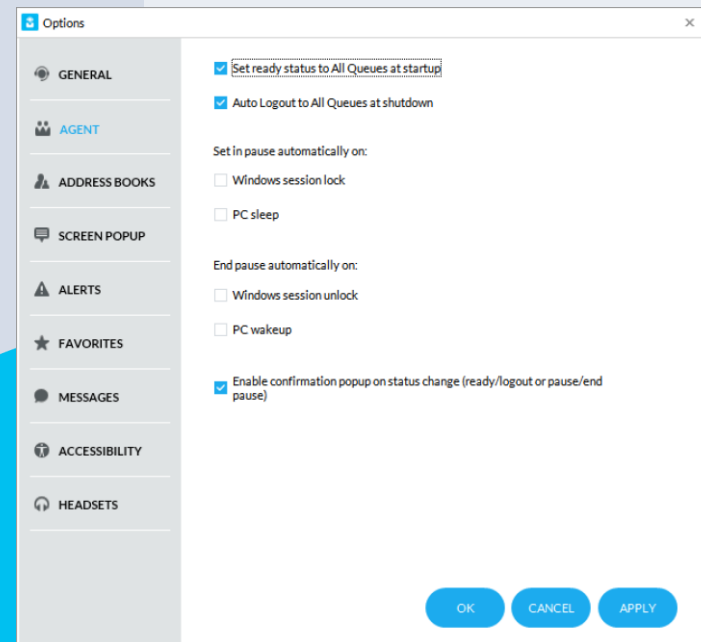 Options
GENERAL
AGENT
ADDRESS BOOKS
SCREEN POPUP
ALERTS
FAVORITES
MESSAGES
ACCESSIBILITY
HEADSETS
Set ready status to All Queues at startup
Auto Logout to All Queues at shutdown
Set in pause automatically on:
Windows session lock
PC sleep
End pause automatically on:
Windows session unlock
PC wakeup
Enable confirmation popup on status change (ready/logout or pause/end
pause)
OK
CANCEL
APPLY